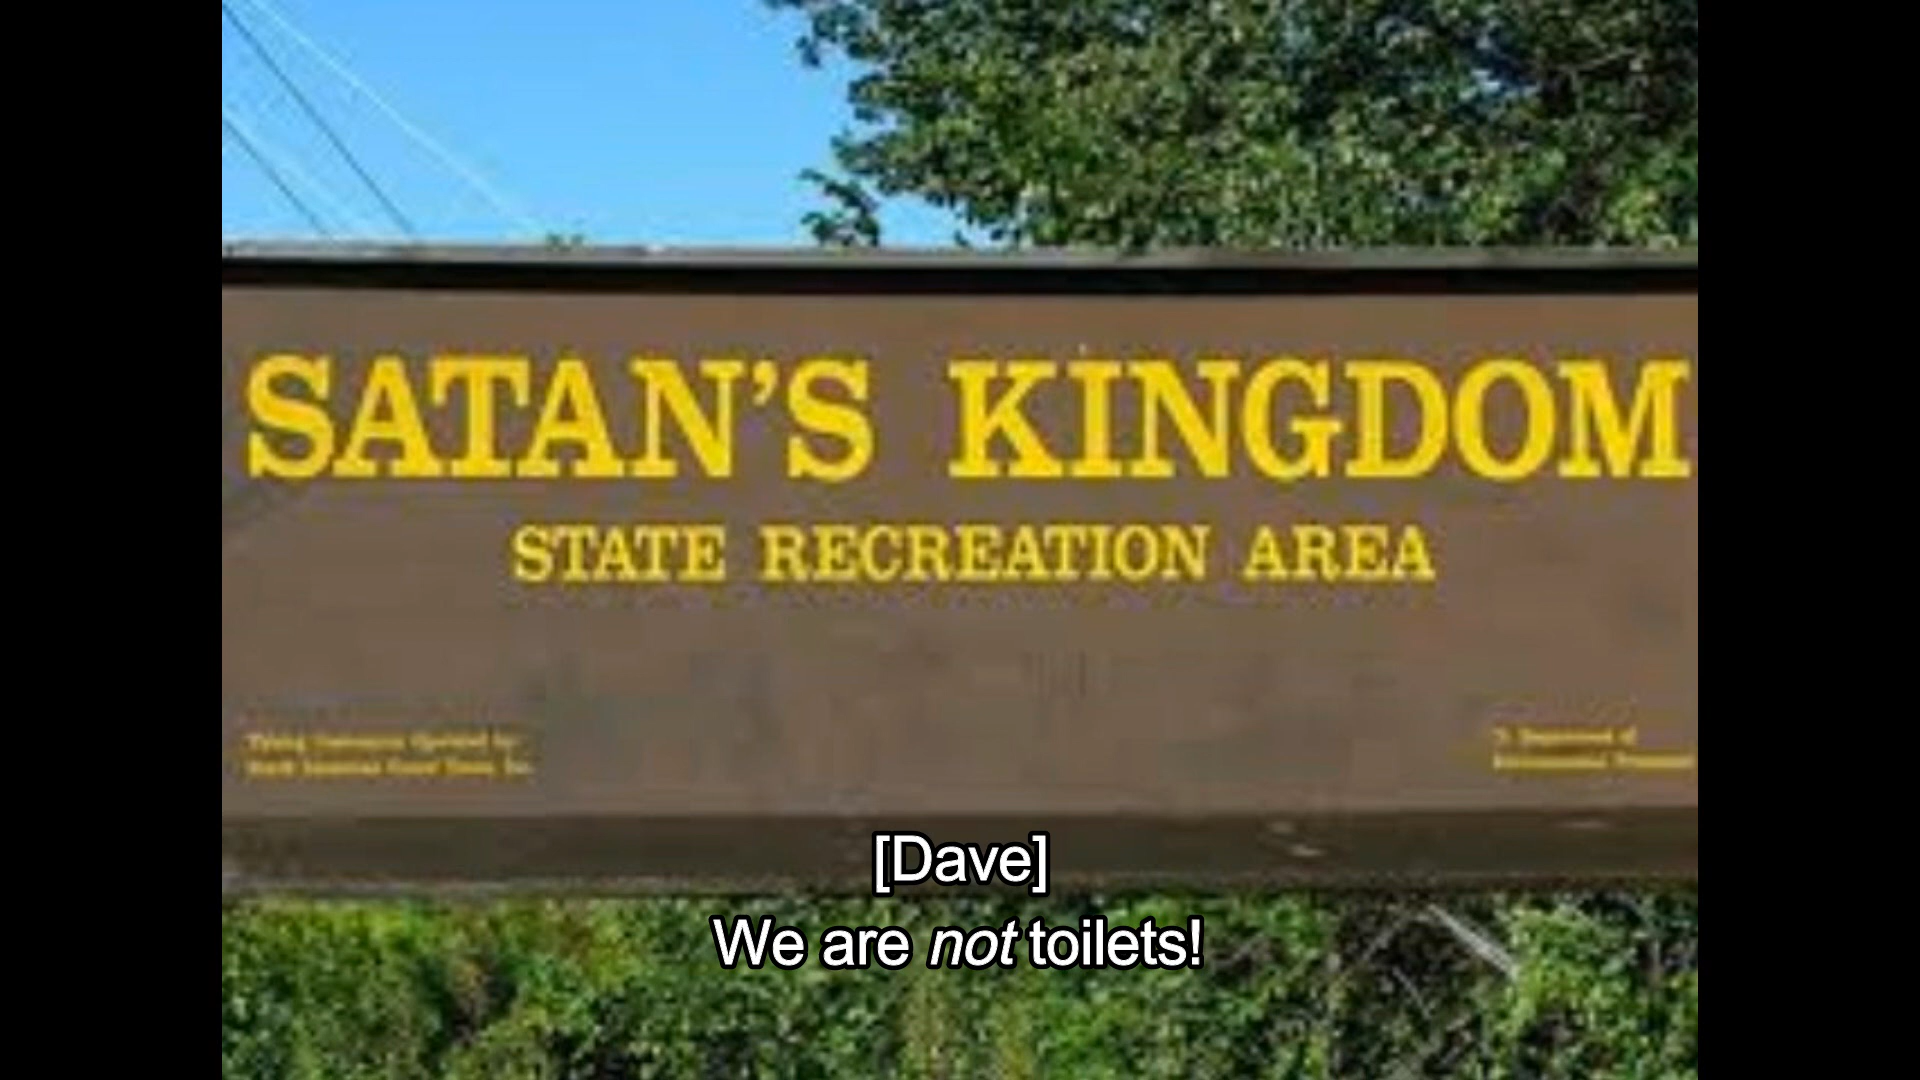 SATAN'S KINGDOM
STATE RECREATION AREA
[Dave]
We are not toilets!